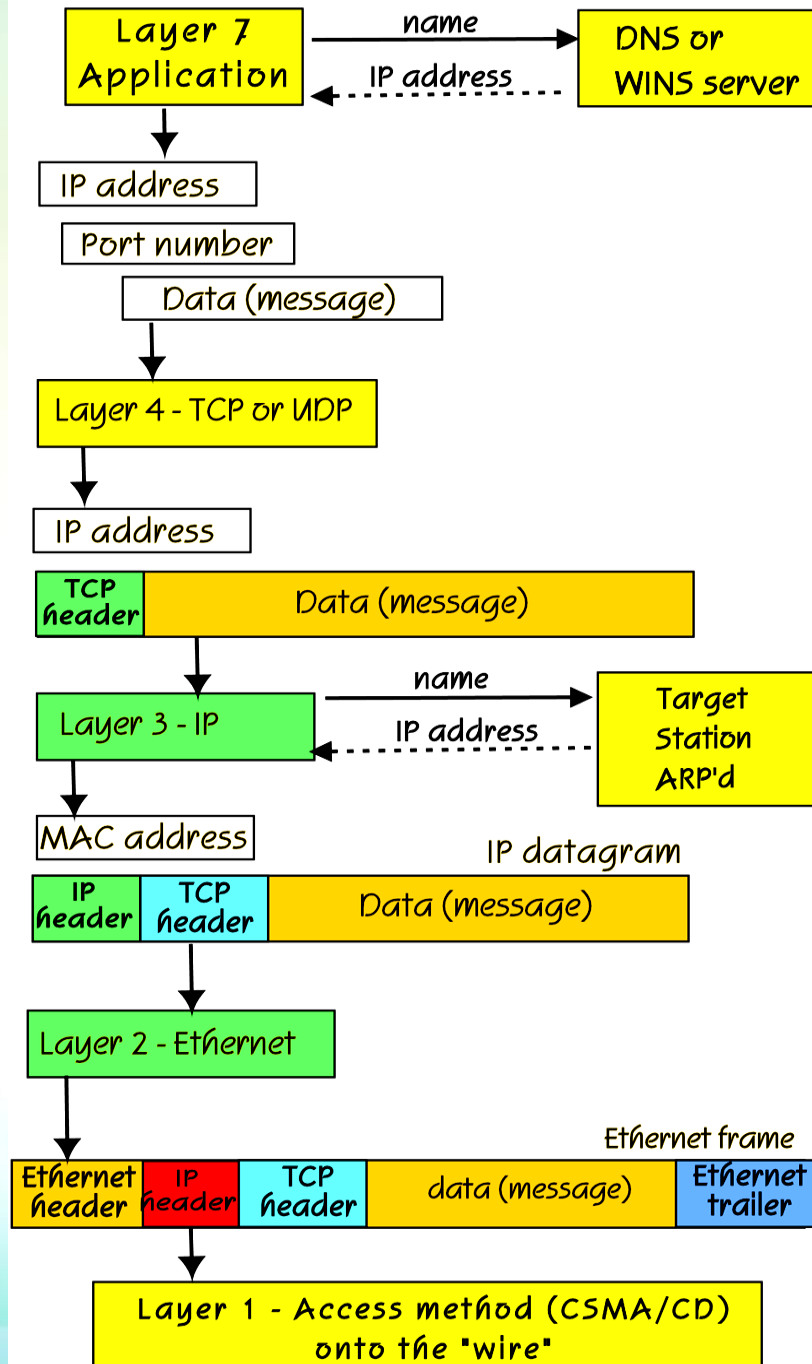 Layer 7
Application
name
IP address
DNS or
WINS server
IP address
Port number
Data (message)
Layer 4 - TCP or UDP
IP address
TCP
header
Data (message)
Layer 3 - IP
name
IP address
Target
Station
ARP'd
MAC address
IP datagram
IP
header
TCP
header
Data (message)
Layer 2 - Ethernet
Ethernet frame
Ethernet
header
IP
header
TCP
header
data (message)
Ethernet
trailer
Layer 1 - Access method (CSMA/CD)
onto the "wire"